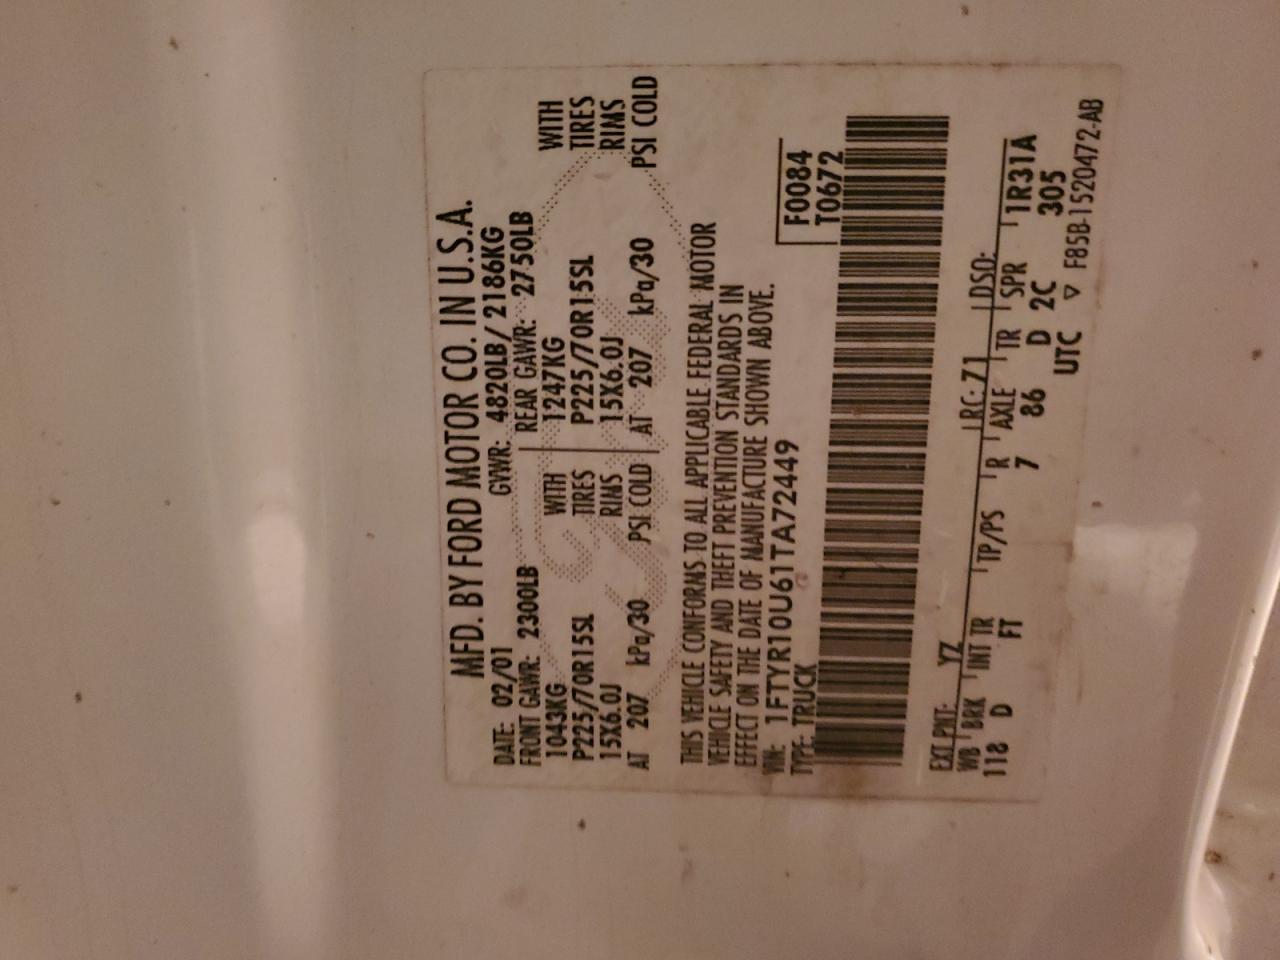 MFD. BY FORD MOTOR CO. IN U.S.A.
DATE: 02/01 GVWR: 4820LB/ 2186KG
FRONT GAWR: 2300LB REAR GAWR: 2750LB
1043KG WITH 1247KG WITH
P225/70R15SL TIRES P225/70R15SL TIRES
15X6.0J RIMS 15X6.0J RIMS
AT 207 kPa/30 PSI COLD AT 207 kPa/30 PSI COLD
THIS VEHICLE CONFORMS TO ALL APPLICABLE FEDERAL MOTOR
VEHICLE SAFETY AND THEFT PREVENTION STANDARDS IN
EFFECT ON THE DATE OF MANUFACTURE SHOWN ABOVE.
VIN: 1FTYR10U61TA72449 F0084
TYPE: TRUCK T0672
EXT PNT: YZ RC: 71 DSO:
WB BRK INT TR TP/PS R AXLE TR SPR 1R31A
118 D FT 7 86 D 2C 305
UTC ▽ F85B-1520472-AB